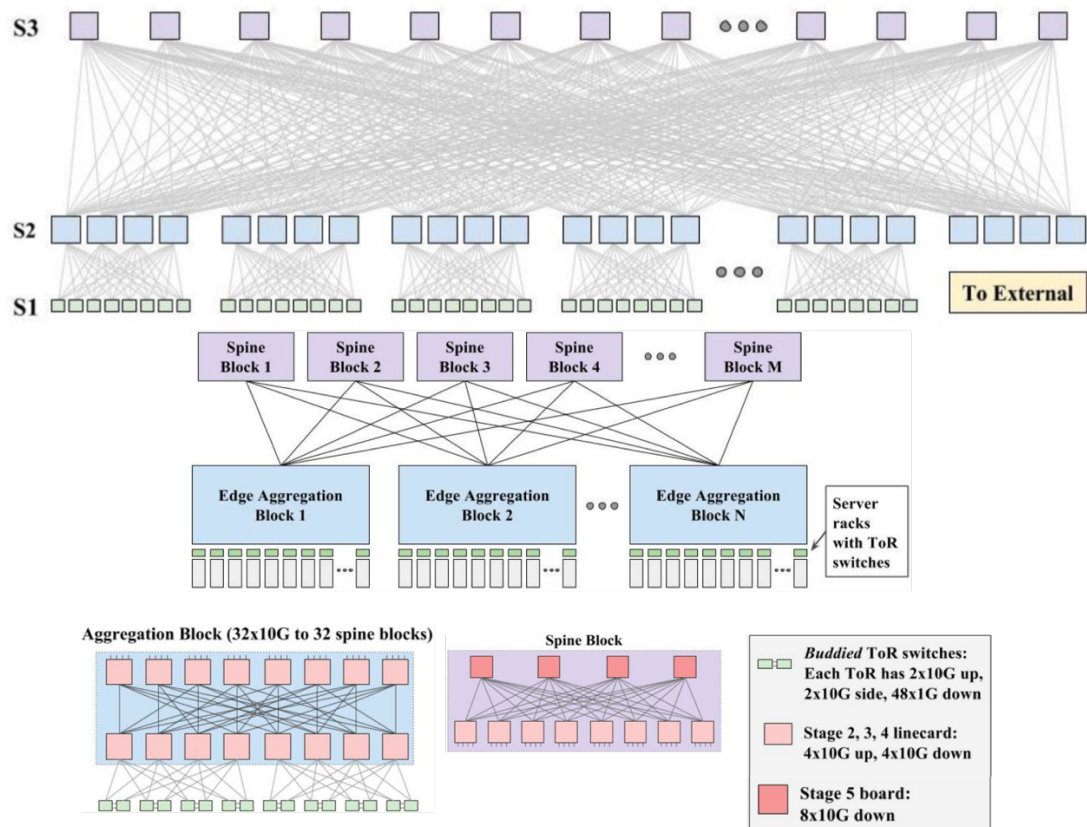 S3
S2
S1
To External
Spine
Block 1
Spine
Block 2
Spine
Block 3
Spine
Block 4
Spine
Block M
Edge Aggregation
Block 1
Edge Aggregation
Block 2
Edge Aggregation
Block N
Server
racks
with ToR
switches
Aggregation Block (32x10G to 32 spine blocks)
Spine Block
Buddied ToR switches:
Each ToR has 2x10G up,
2x10G side, 48x1G down
Stage 2, 3, 4 linecard:
4x10G up, 4x10G down
Stage 5 board:
8x10G down